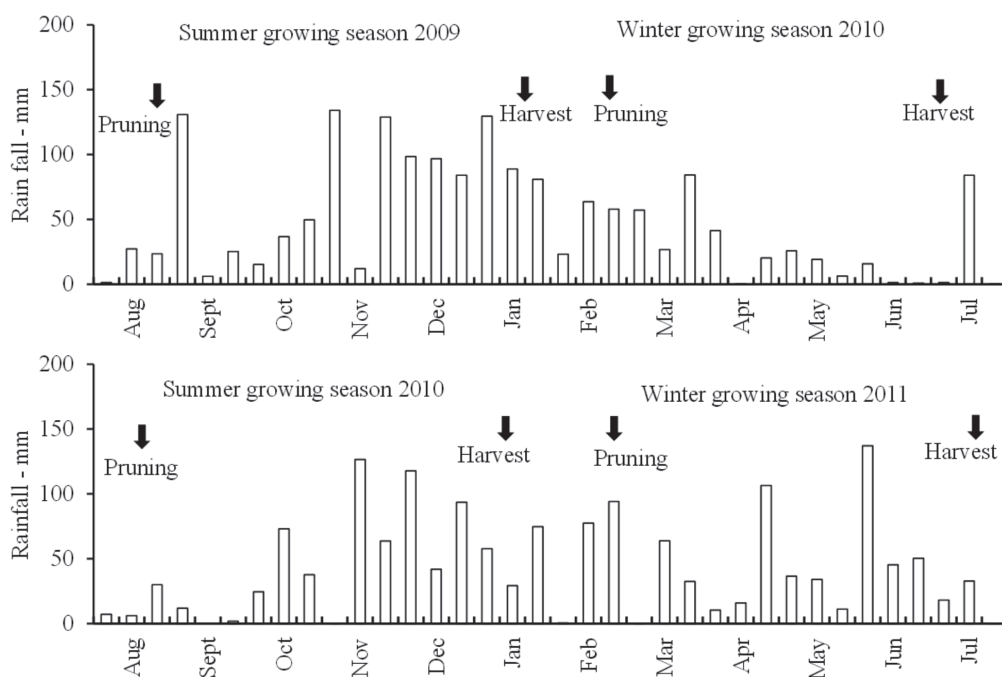 200
Summer growing season 2009
Winter growing season 2010
150
Pruning
Harvest
Pruning
Harvest
100
Rain fall - mm
50
0
Aug
Sept
Oct
Nov
Dec
Jan
Feb
Mar
Apr
May
Jun
Jul
200
Summer growing season 2010
Winter growing season 2011
150
Pruning
Harvest
Pruning
Harvest
100
Rainfall - mm
50
0
Aug
Sept
Oct
Nov
Dec
Jan
Feb
Mar
Apr
May
Jun
Jul